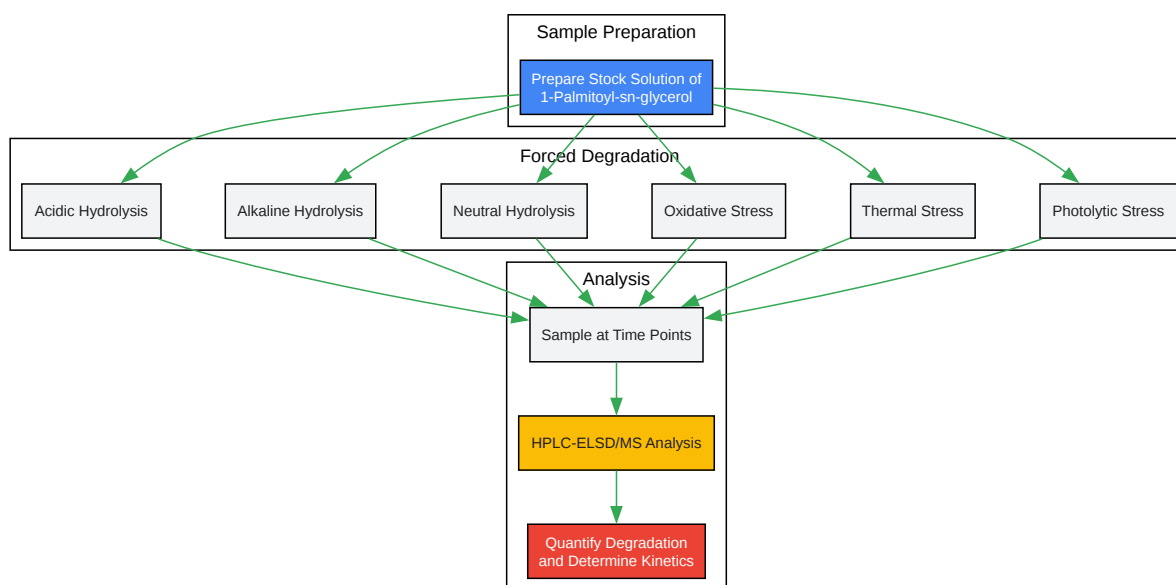 Sample Preparation
Prepare Stock Solution of
1-Palmitoyl-sn-glycerol
Forced Degradation
Acidic Hydrolysis
Alkaline Hydrolysis
Neutral Hydrolysis
Oxidative Stress
Thermal Stress
Photolytic Stress
Analysis
Sample at Time Points
HPLC-ELSD/MS Analysis
Quantify Degradation
and Determine Kinetics